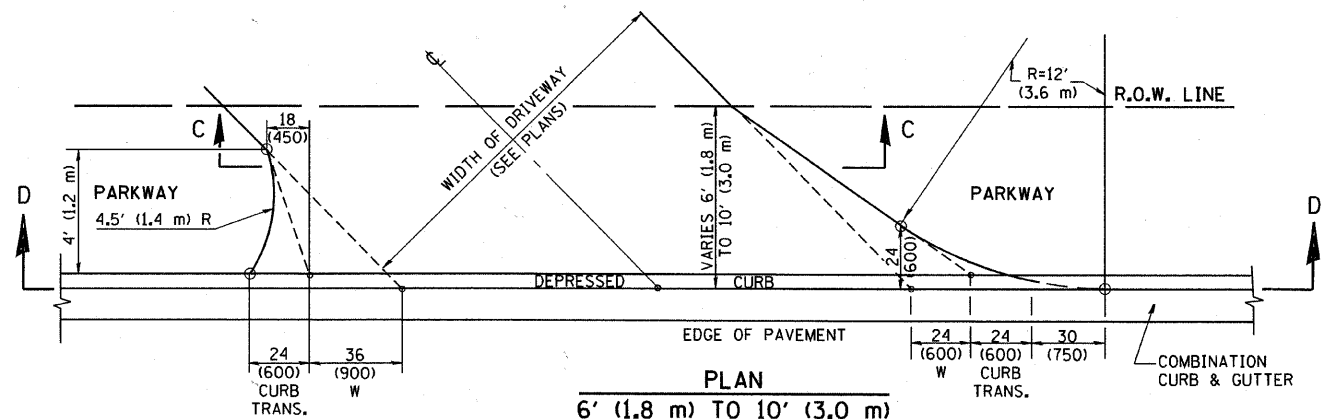 ℄
R=12'
(3.6 m)
R.O.W. LINE
C
18
(450)
WIDTH OF DRIVEWAY
(SEE PLANS)
C
D
4' (1.2 m)
PARKWAY
4.5' (1.4 m) R
VARIES 6' (1.8 m)
TO 10' (3.0 m)
PARKWAY
D
24
(600)
DEPRESSED CURB
EDGE OF PAVEMENT
24
(600)
CURB
TRANS.
36
(900)
W
24
(600)
W
24
(600)
CURB
TRANS.
30
(750)
COMBINATION
CURB & GUTTER
PLAN
6' (1.8 m) TO 10' (3.0 m)